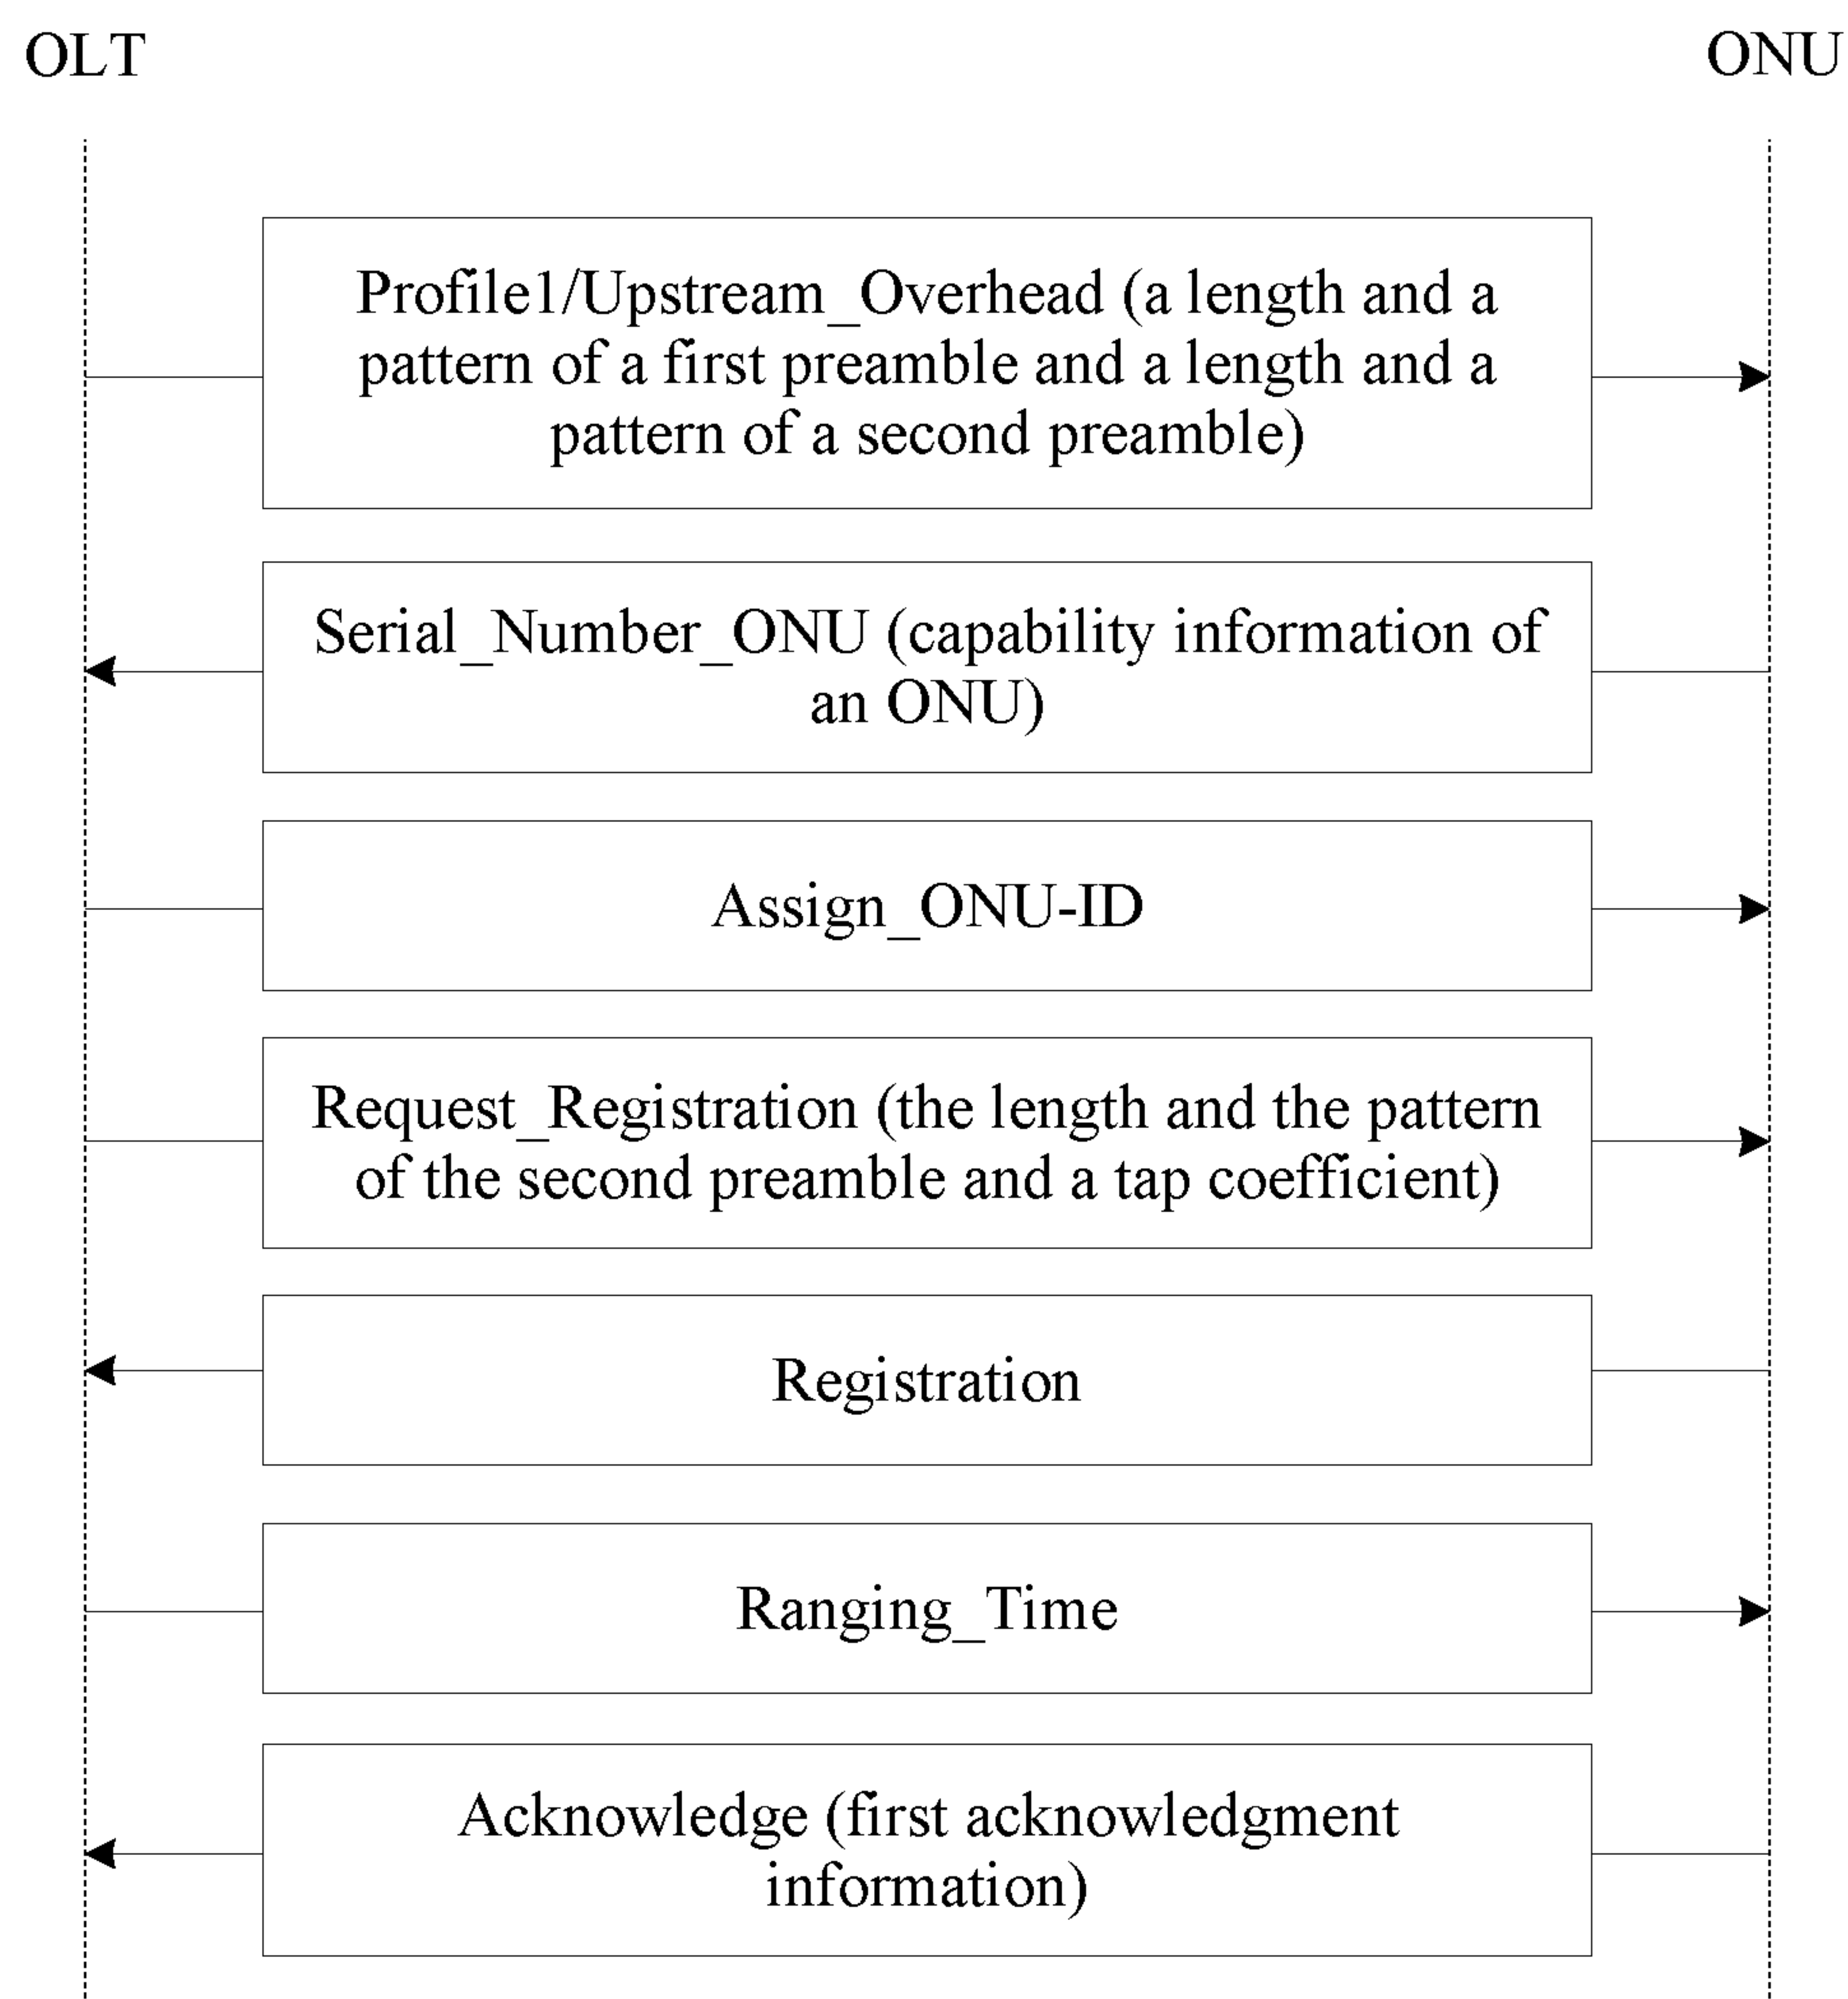 OLT
ONU
Profile1/Upstream_Overhead (a length and a
pattern of a first preamble and a length and a
pattern of a second preamble)
Serial_Number_ONU (capability information of
an ONU)
Assign_ONU-ID
Request_Registration (the length and the pattern
of the second preamble and a tap coefficient)
Registration
Ranging_Time
Acknowledge (first acknowledgment
information)